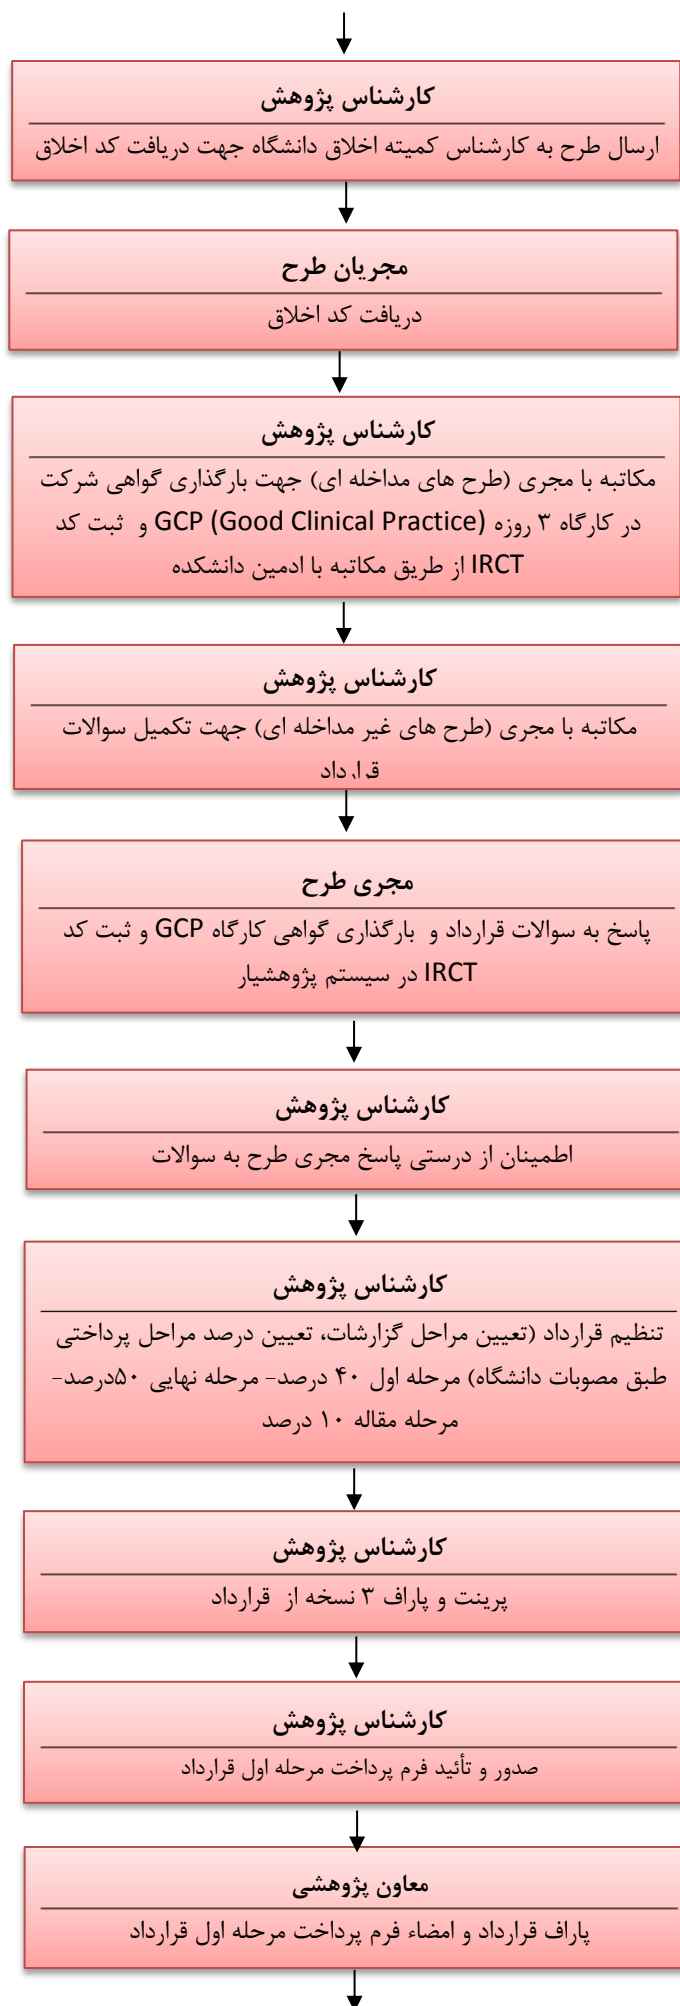 کارشناس پژوهش
ارسال طرح به کارشناس کمیته اخلاق دانشگاه جهت دریافت کد اخلاق
مجریان طرح
دریافت کد اخلاق
کارشناس پژوهش
مکاتبه با مجری (طرح های مداخله ای) جهت بارگذاری گواهی شرکت
در کارگاه ۳ روزه GCP (Good Clinical Practice) و ثبت کد
IRCT از طریق مکاتبه با ادمین دانشکده
کارشناس پژوهش
مکاتبه با مجری (طرح های غیر مداخله ای) جهت تکمیل سوالات
قرارداد
مجری طرح
پاسخ به سوالات قرارداد و بارگذاری گواهی کارگاه GCP و ثبت کد
IRCT در سیستم پژوهشیار
کارشناس پژوهش
اطمینان از درستی پاسخ مجری طرح به سوالات
کارشناس پژوهش
تنظیم قرارداد (تعیین مراحل گزارشات، تعیین درصد مراحل پرداختی
طبق مصوبات دانشگاه) مرحله اول ۴۰ درصد- مرحله نهایی ۵۰درصد-
مرحله مقاله ۱۰ درصد
کارشناس پژوهش
پرینت و پاراف ۳ نسخه از قرارداد
کارشناس پژوهش
صدور و تأئید فرم پرداخت مرحله اول قرارداد
معاون پژوهشی
پاراف قرارداد و امضاء فرم پرداخت مرحله اول قرارداد